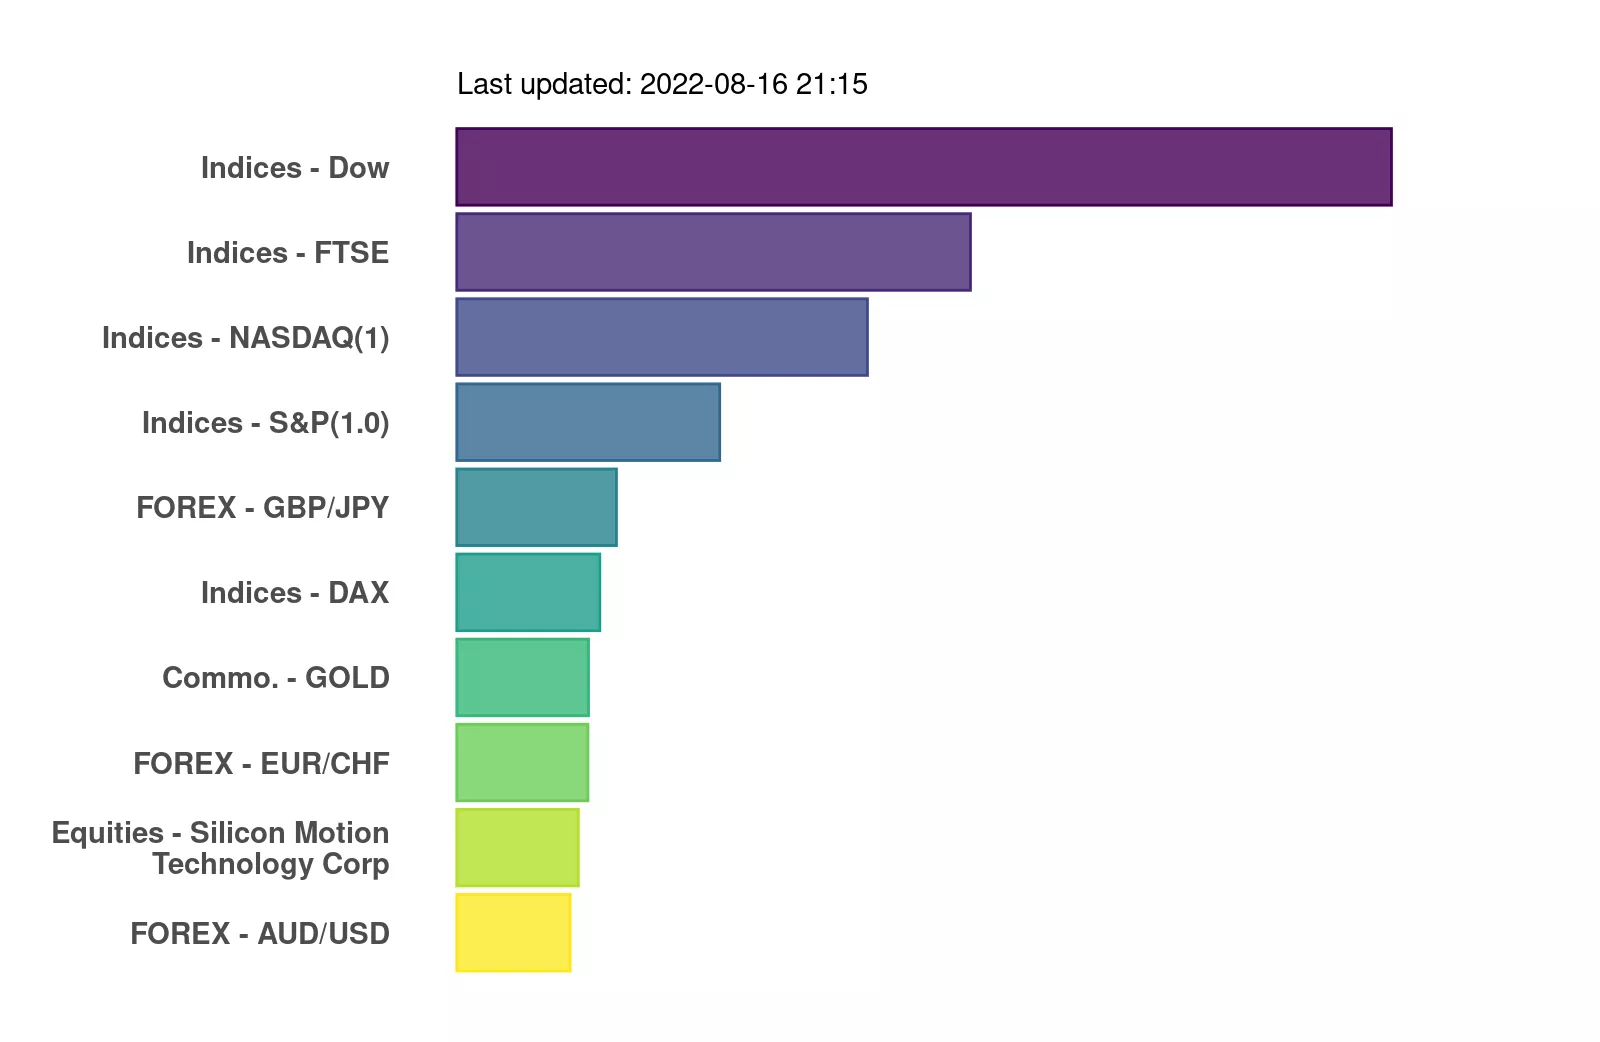 Last updated: 2022-08-16 21:15
Indices - Dow
Indices - FTSE
Indices - NASDAQ(1)
Indices - S&P(1.0)
FOREX - GBP/JPY
Indices - DAX
Commo. - GOLD
FOREX - EUR/CHF
Equities - Silicon Motion
Technology Corp
FOREX - AUD/USD